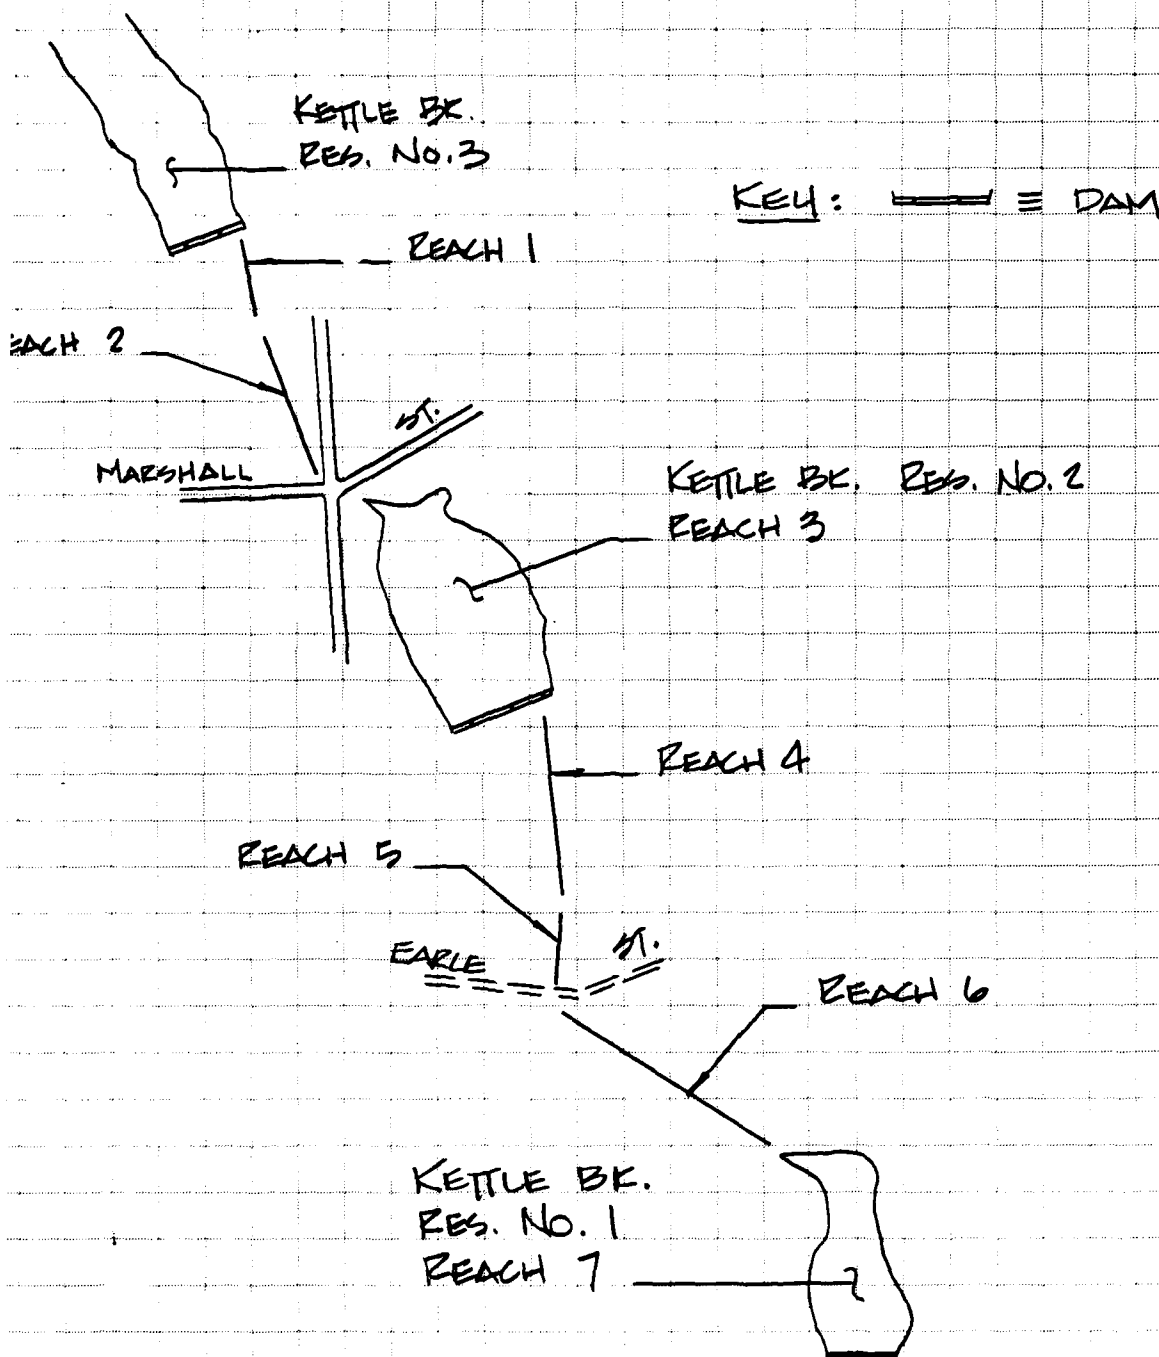 KETTLE BK.
RES. No. 3
KEY: ≡ DAM
REACH 1
EACH 2
ST.
MARSHALL
KETTLE BK. RES. No. 2
REACH 3
REACH 4
REACH 5
EARLE ST.
REACH 6
KETTLE BK.
RES. No. 1
REACH 7